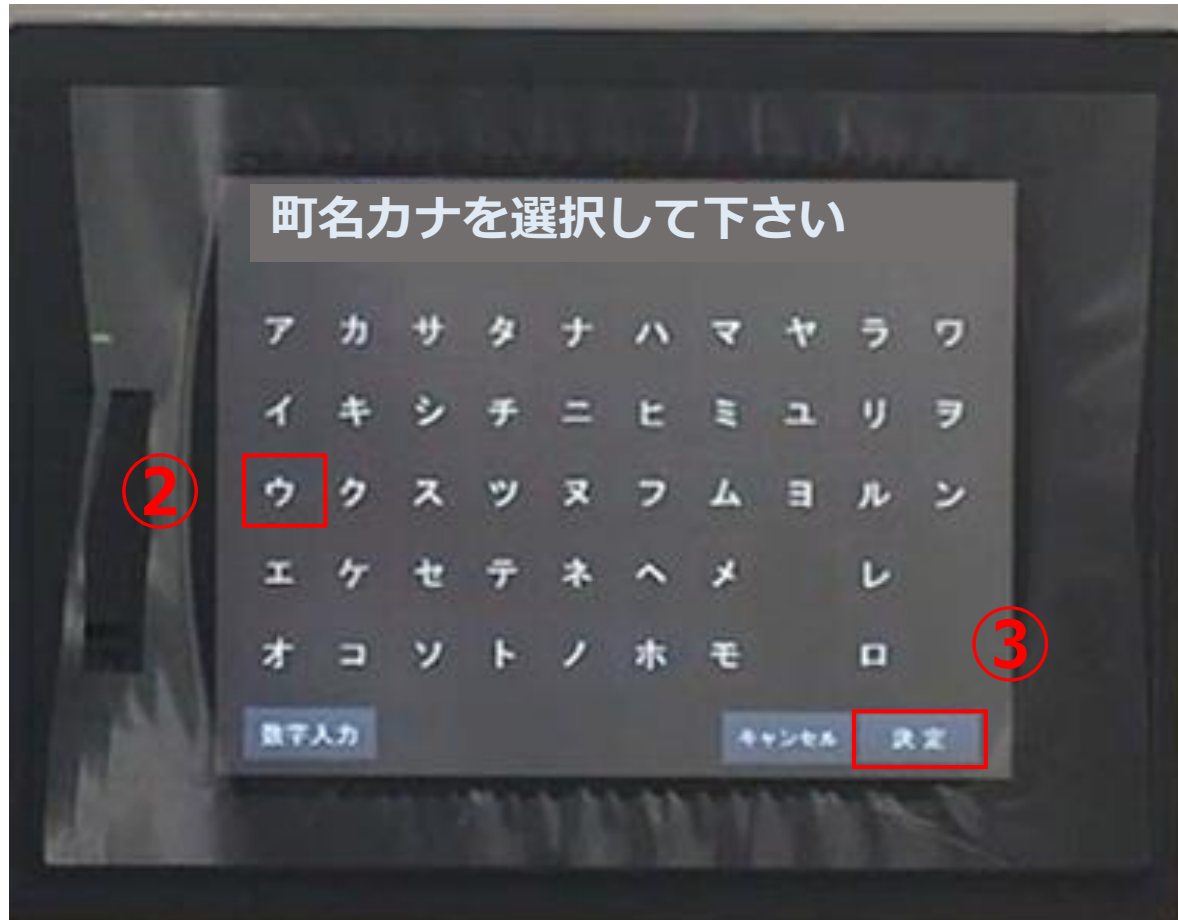 町名カナを選択して下さい
ア カ サ タ ナ ハ マ ヤ ラ ワ
イ キ シ チ ニ ヒ ミ ユ リ ヲ
② ウ ク ス ツ ヌ フ ム ヨ ル ン
エ ケ セ テ ネ ヘ メ レ
オ コ ソ ト ノ ホ モ ロ ③
数字入力 キャンセル 決定